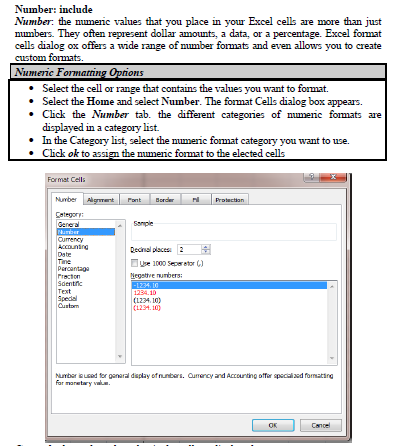 Number: include
Number: the numeric values that you place in your Excel cells are more than just
numbers. They often represent dollar amounts, a data, or a percentage. Excel format
cells dialog ox offers a wide range of number formats and even allows you to create
custom formats.
Numeric Formatting Options
• Select the cell or range that contains the values you want to format.
• Select the Home and select Number. The format Cells dialog box appears.
• Click the Number tab. the different categories of numeric formats are
displayed in a category list.
• In the Category list, select the numeric format category you want to use.
• Click ok to assign the numeric format to the elected cells
Format Cells
Number Alignment Font Border Fill Protection
Category:
General
Number
Currency
Accounting
Date
Time
Percentage
Fraction
Scientific
Text
Special
Custom
Sample
Decimal places: 2
Use 1000 Separator (,)
Negative numbers:
-1234.10
1234.10
(1234.10)
(1234.10)
Number is used for general display of numbers. Currency and Accounting offer specialized formatting
for monetary value.
OK Cancel